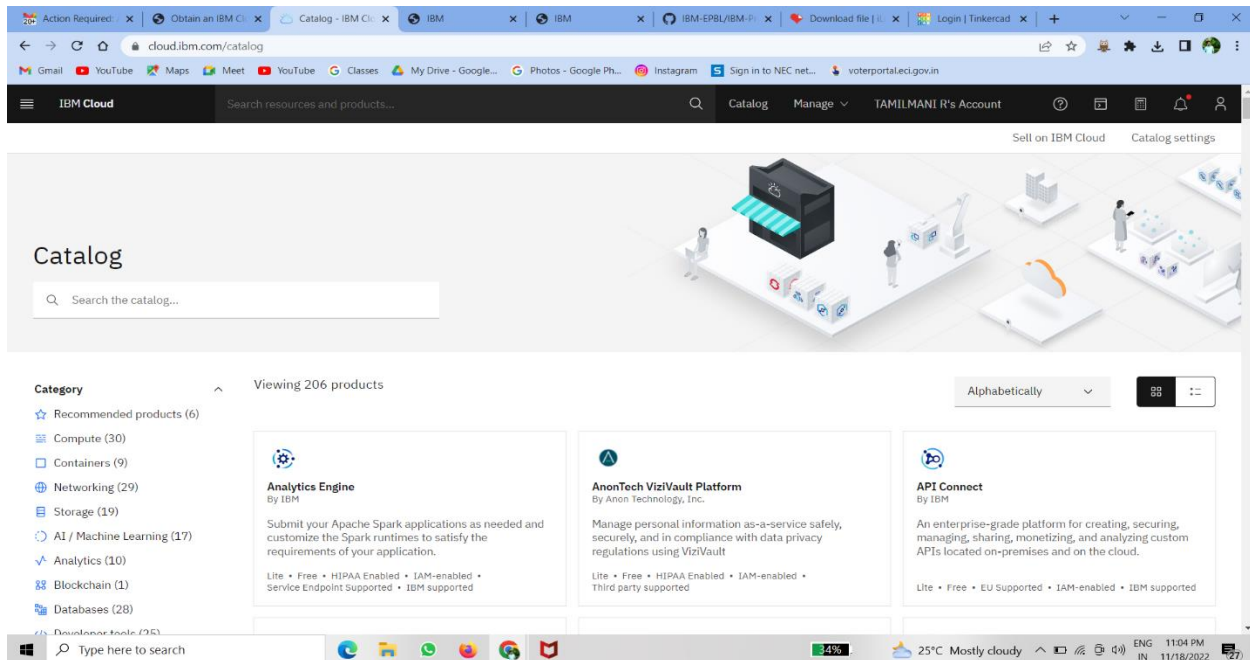 20+ Action Required: Obtain an IBM Cl Catalog - IBM Clo IBM IBM IBM-EPBL/IBM-Pr Download file | iL Login | Tinkercad
cloud.ibm.com/catalog
Gmail YouTube Maps Meet YouTube Classes My Drive - Google... Photos - Google Ph... Instagram Sign in to NEC net... voterportal.eci.gov.in
IBM Cloud Search resources and products... Catalog Manage TAMILMANI R's Account
Sell on IBM Cloud Catalog settings
Catalog
Search the catalog...
Category
Recommended products (6)
Compute (30)
Containers (9)
Networking (29)
Storage (19)
AI / Machine Learning (17)
Analytics (10)
Blockchain (1)
Databases (28)
Developer tools (25)
Viewing 206 products
Alphabetically
Analytics Engine
By IBM
Submit your Apache Spark applications as needed and
customize the Spark runtimes to satisfy the
requirements of your application.
Lite • Free • HIPAA Enabled • IAM-enabled •
Service Endpoint Supported • IBM supported
AnonTech ViziVault Platform
By Anon Technology, Inc.
Manage personal information as-a-service safely,
securely, and in compliance with data privacy
regulations using ViziVault
Lite • Free • HIPAA Enabled • IAM-enabled •
Third party supported
API Connect
By IBM
An enterprise-grade platform for creating, securing,
managing, sharing, monetizing, and analyzing custom
APIs located on-premises and on the cloud.
Lite • Free • EU Supported • IAM-enabled • IBM supported
Type here to search
34%
25°C Mostly cloudy
ENG
IN
11:04 PM
11/18/2022
27